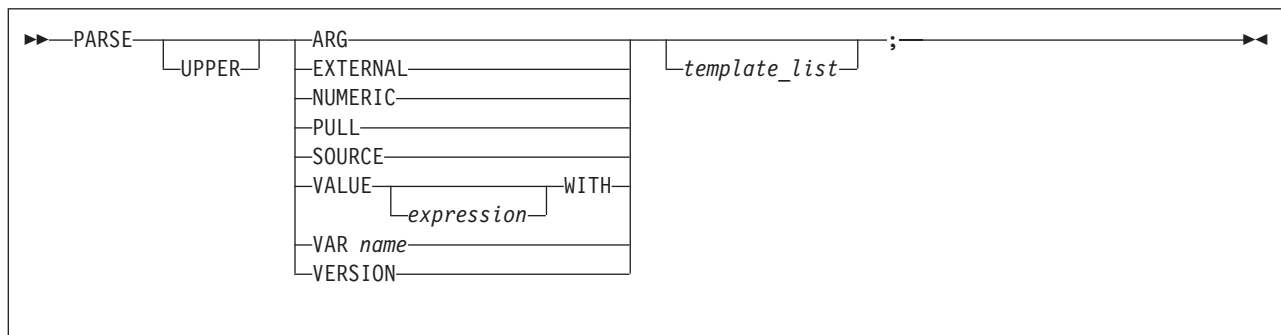 PARSE ARG ;
UPPER EXTERNAL template_list
NUMERIC
PULL
SOURCE
VALUE WITH
expression
VAR name
VERSION